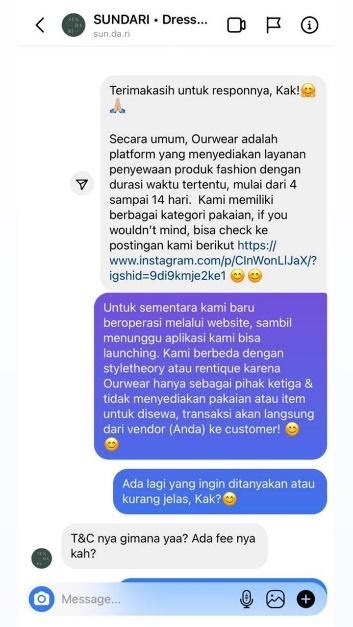 SUNDARI • Dress...
sun.da.ri
Terimakasih untuk responnya, Kak!🤗
🙏🏼
Secara umum, Ourwear adalah
platform yang menyediakan layanan
penyewaan produk fashion dengan
durasi waktu tertentu, mulai dari 4
sampai 14 hari.  Kami memiliki
berbagai kategori pakaian, if you
wouldn't mind, bisa check ke
postingan kami berikut https://
www.instagram.com/p/CInWonLIJaX/?
igshid=9di9kmje2ke1 😊😊
Untuk sementara kami baru
beroperasi melalui website, sambil
menunggu aplikasi kami bisa
launching. Kami berbeda dengan
styletheory atau rentique karena
Ourwear hanya sebagai pihak ketiga &
tidak menyediakan pakaian atau item
untuk disewa, transaksi akan langsung
dari vendor (Anda) ke customer! 😊
😊
Ada lagi yang ingin ditanyakan atau
kurang jelas, Kak?😊
T&C nya gimana yaa? Ada fee nya
kah?
Message...